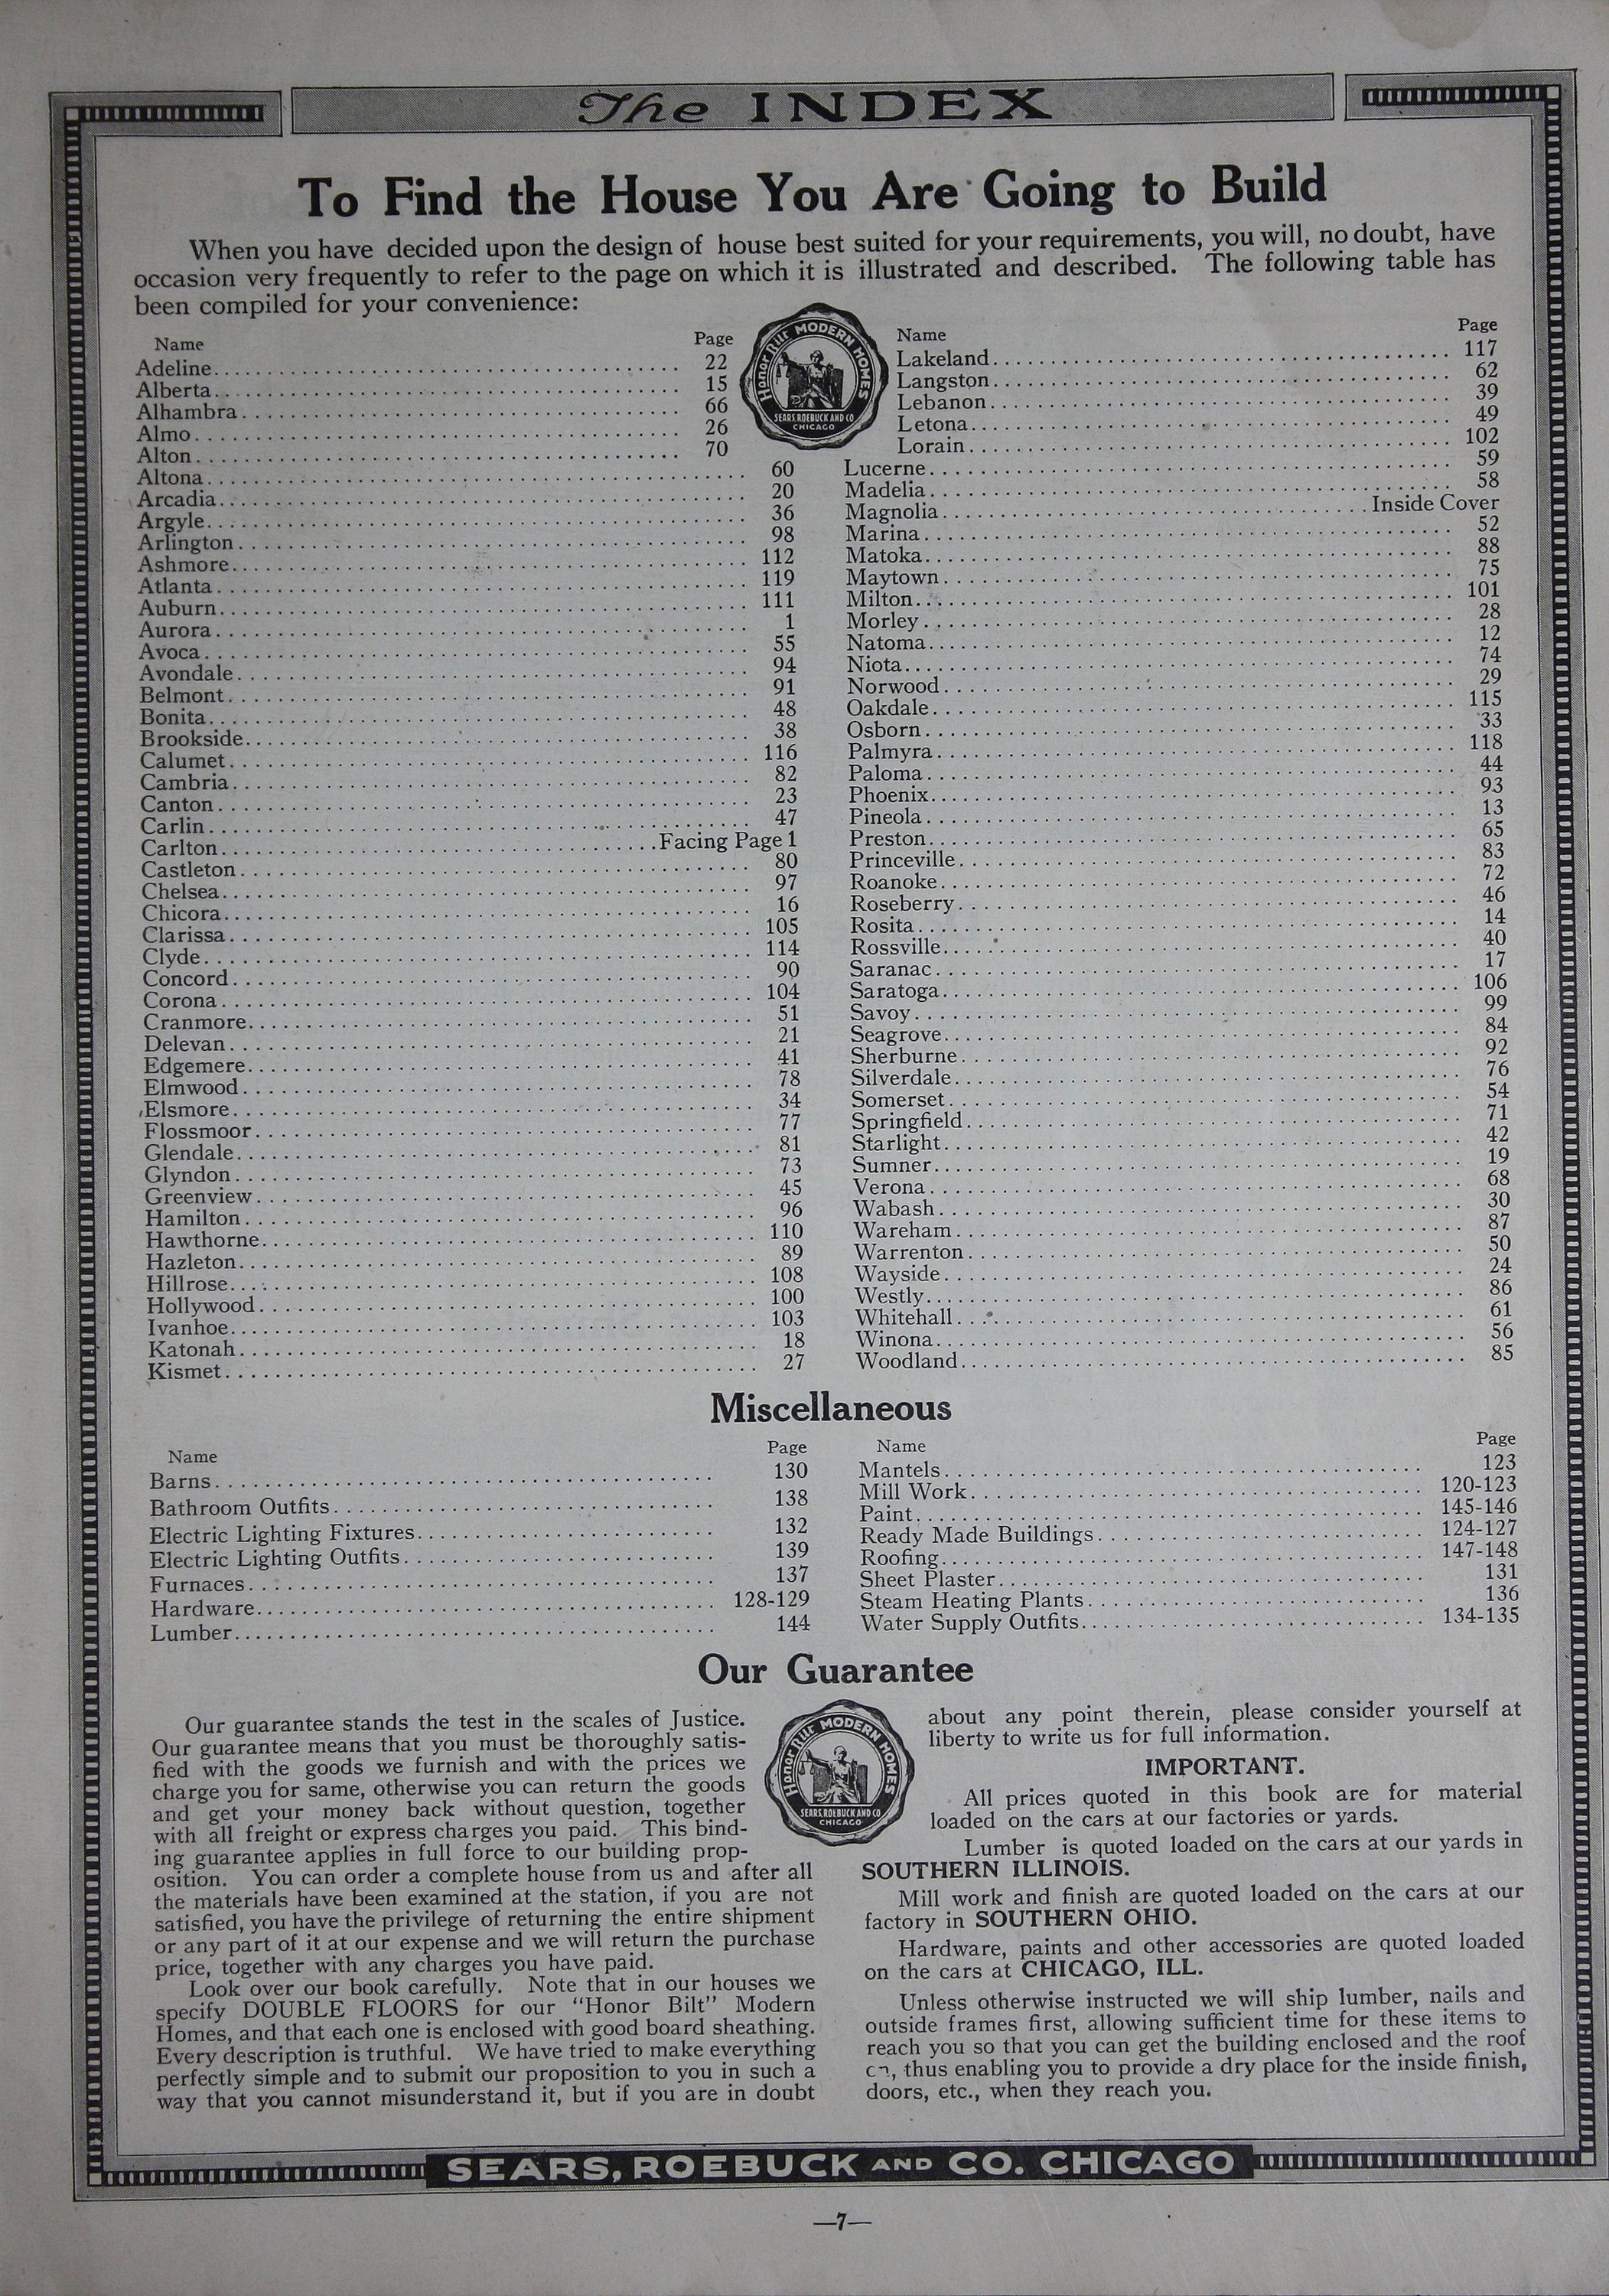 The INDEX
To Find the House You Are Going to Build
When you have decided upon the design of house best suited for your requirements, you will, no doubt, have
occasion very frequently to refer to the page on which it is illustrated and described. The following table has
been compiled for your convenience:
Name Page
Adeline 22
Alberta 15
Alhambra 66
Almo 26
Alton 70
Altona 60
Arcadia 20
Argyle 36
Arlington 98
Ashmore 112
Atlanta 119
Auburn 111
Aurora 1
Avoca 55
Avondale 94
Belmont 91
Bonita 48
Brookside 38
Calumet 116
Cambria 82
Canton 23
Carlin 47
Carlton Facing Page 1
Castleton 80
Chelsea 97
Chicora 16
Clarissa 105
Clyde 114
Concord 90
Corona 104
Cranmore 51
Delevan 21
Edgemere 41
Elmwood 78
Elsmore 34
Flossmoor 77
Glendale 81
Glyndon 73
Greenview 45
Hamilton 96
Hawthorne 110
Hazleton 89
Hillrose 108
Hollywood 100
Ivanhoe 103
Katonah 18
Kismet 27
Honor Bilt MODERN HOMES
SEARS, ROEBUCK AND CO.
CHICAGO
Name Page
Lakeland 117
Langston 62
Lebanon 39
Letona 49
Lorain 102
Lucerne 59
Madelia 58
Magnolia Inside Cover
Marina 52
Matoka 88
Maytown 75
Milton 101
Morley 28
Natoma 12
Niota 74
Norwood 29
Oakdale 115
Osborn 33
Palmyra 118
Paloma 44
Phoenix 93
Pineola 13
Preston 65
Princeville 83
Roanoke 72
Roseberry 46
Rosita 14
Rossville 40
Saranac 17
Saratoga 106
Savoy 99
Seagrove 84
Sherburne 92
Silverdale 76
Somerset 54
Springfield 71
Starlight 42
Sumner 19
Verona 68
Wabash 30
Wareham 87
Warrenton 50
Wayside 24
Westly 86
Whitehall 61
Winona 56
Woodland 85
Miscellaneous
Name Page
Barns 130
Bathroom Outfits 138
Electric Lighting Fixtures 132
Electric Lighting Outfits 139
Furnaces 137
Hardware 128-129
Lumber 144
Name Page
Mantels 123
Mill Work 120-123
Paint 145-146
Ready Made Buildings 124-127
Roofing 147-148
Sheet Plaster 131
Steam Heating Plants 136
Water Supply Outfits 134-135
Our Guarantee
Our guarantee stands the test in the scales of Justice.
Our guarantee means that you must be thoroughly satis-
fied with the goods we furnish and with the prices we
charge you for same, otherwise you can return the goods
and get your money back without question, together
with all freight or express charges you paid. This bind-
ing guarantee applies in full force to our building prop-
osition. You can order a complete house from us and after all
the materials have been examined at the station, if you are not
satisfied, you have the privilege of returning the entire shipment
or any part of it at our expense and we will return the purchase
price, together with any charges you have paid.
Look over our book carefully. Note that in our houses we
specify DOUBLE FLOORS for our "Honor Bilt" Modern
Homes, and that each one is enclosed with good board sheathing.
Every description is truthful. We have tried to make everything
perfectly simple and to submit our proposition to you in such a
way that you cannot misunderstand it, but if you are in doubt
Honor Bilt MODERN HOMES
SEARS, ROEBUCK AND CO
CHICAGO
about any point therein, please consider yourself at
liberty to write us for full information.
IMPORTANT.
All prices quoted in this book are for material
loaded on the cars at our factories or yards.
Lumber is quoted loaded on the cars at our yards in
SOUTHERN ILLINOIS.
Mill work and finish are quoted loaded on the cars at our
factory in SOUTHERN OHIO.
Hardware, paints and other accessories are quoted loaded
on the cars at CHICAGO, ILL.
Unless otherwise instructed we will ship lumber, nails and
outside frames first, allowing sufficient time for these items to
reach you so that you can get the building enclosed and the roof
on, thus enabling you to provide a dry place for the inside finish,
doors, etc., when they reach you.
SEARS, ROEBUCK AND CO. CHICAGO
—7—